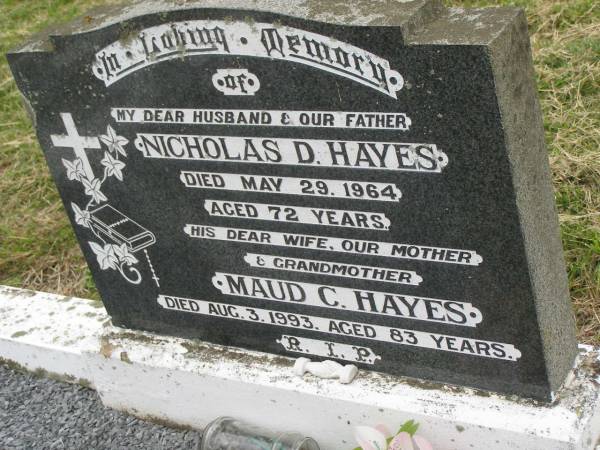 In Loving Memory
of
MY DEAR HUSBAND & OUR FATHER
NICHOLAS D. HAYES
DIED MAY 29. 1964
AGED 72 YEARS.
HIS DEAR WIFE, OUR MOTHER
& GRANDMOTHER
MAUD C. HAYES
DIED AUG. 3. 1993. AGED 83 YEARS.
R. I. P.